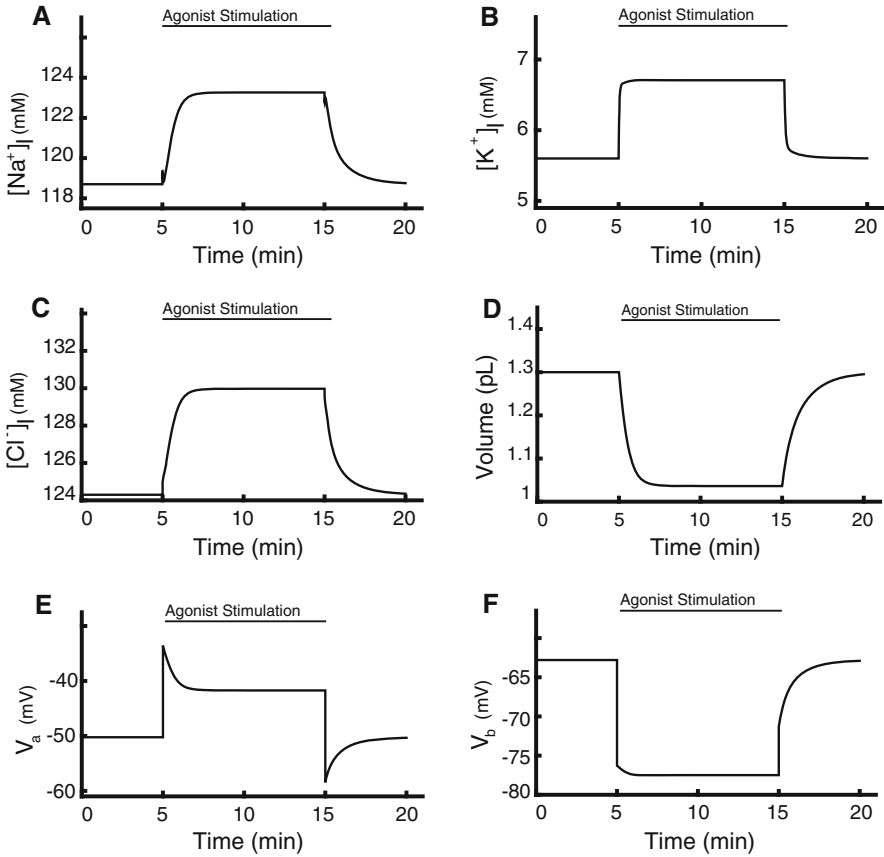 A
Agonist Stimulation
[Na⁺]l (mM)
124
122
120
119
118
0 5 10 15 20
Time (min)
B
Agonist Stimulation
[K⁺]l (mM)
7
6
5
0 5 10 15 20
Time (min)
C
Agonist Stimulation
[Cl⁻]l (mM)
132
130
128
126
124
0 5 10 15 20
Time (min)
D
Agonist Stimulation
Volume (pL)
1.4
1.3
1.2
1.1
1
0 5 10 15 20
Time (min)
E
Agonist Stimulation
Va (mV)
-40
-50
-60
0 5 10 15 20
Time (min)
F
Agonist Stimulation
Vb (mV)
-65
-70
-75
-80
0 5 10 15 20
Time (min)